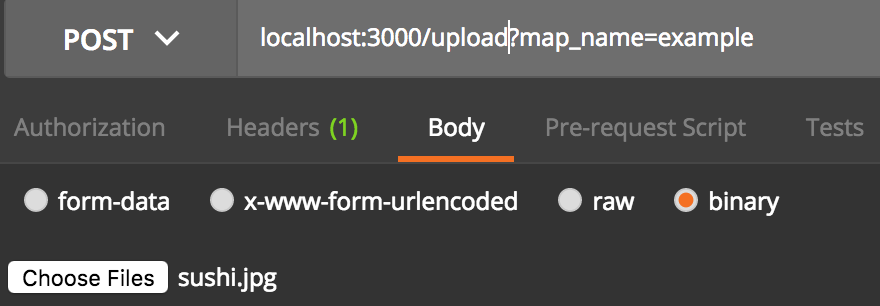 POST localhost:3000/upload?map_name=example
Authorization Headers (1) Body Pre-request Script Tests
form-data x-www-form-urlencoded raw binary
Choose Files sushi.jpg